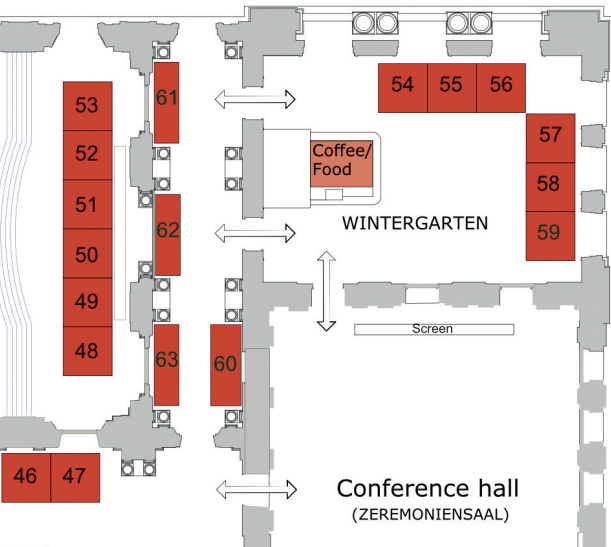 54 55 56
61
53
57
Coffee/
Food
52
58
51
62
WINTERGARTEN
59
50
49
Screen
48
63
60
46 47
Conference hall
(ZEREMONIENSAAL)